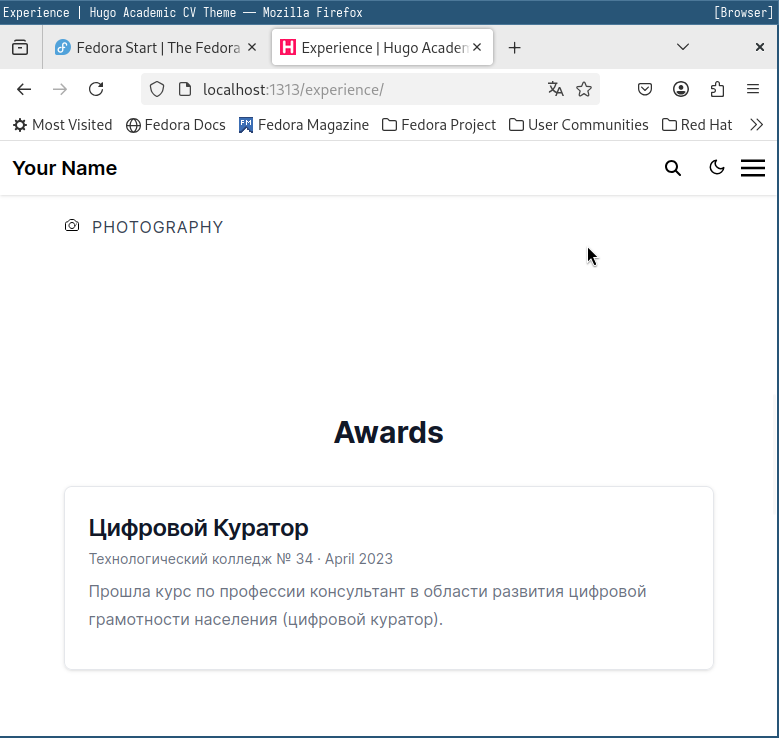 Experience | Hugo Academic CV Theme — Mozilla Firefox [Browser]
Fedora Start | The Fedora Experience | Hugo Academ
localhost:1313/experience/
Most Visited Fedora Docs Fedora Magazine Fedora Project User Communities Red Hat
Your Name
PHOTOGRAPHY
Awards
Цифровой Куратор
Технологический колледж № 34 · April 2023
Прошла курс по профессии консультант в области развития цифровой
грамотности населения (цифровой куратор).